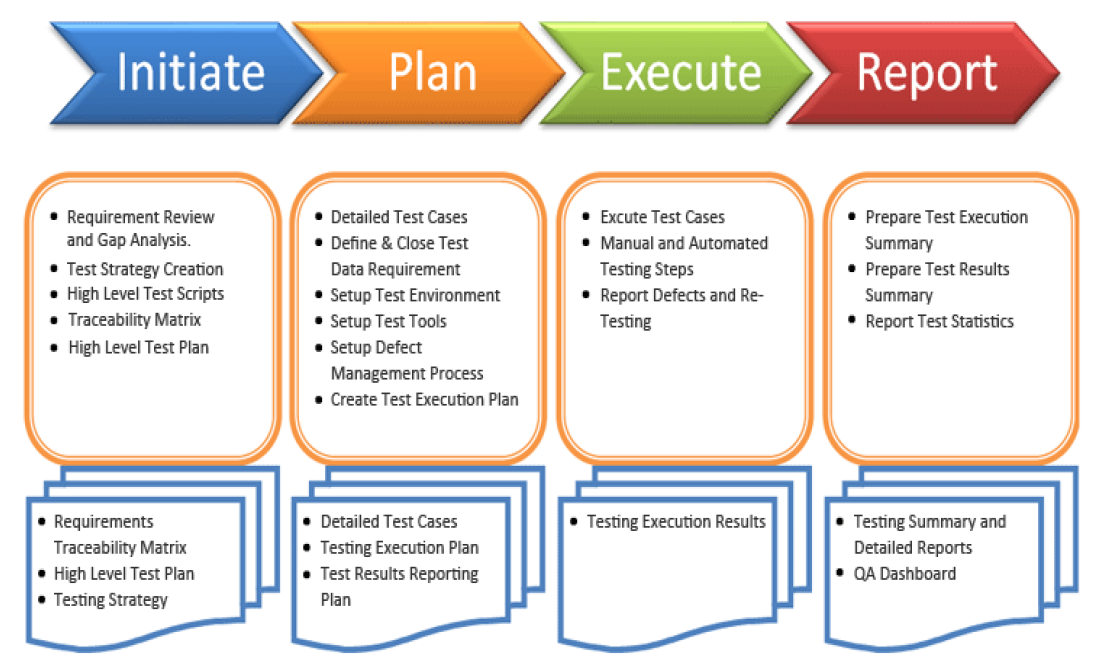 Initiate
Plan
Execute
Report
Requirement Review
and Gap Analysis.
Test Strategy Creation
High Level Test Scripts
Traceability Matrix
High Level Test Plan
Detailed Test Cases
Define & Close Test
Data Requirement
Setup Test Environment
Setup Test Tools
Setup Defect
Management Process
Create Test Execution Plan
Excute Test Cases
Manual and Automated
Testing Steps
Report Defects and Re-
Testing
Prepare Test Execution
Summary
Prepare Test Results
Summary
Report Test Statistics
Requirements
Traceability Matrix
High Level Test Plan
Testing Strategy
Detailed Test Cases
Testing Execution Plan
Test Results Reporting
Plan
Testing Execution Results
Testing Summary and
Detailed Reports
QA Dashboard